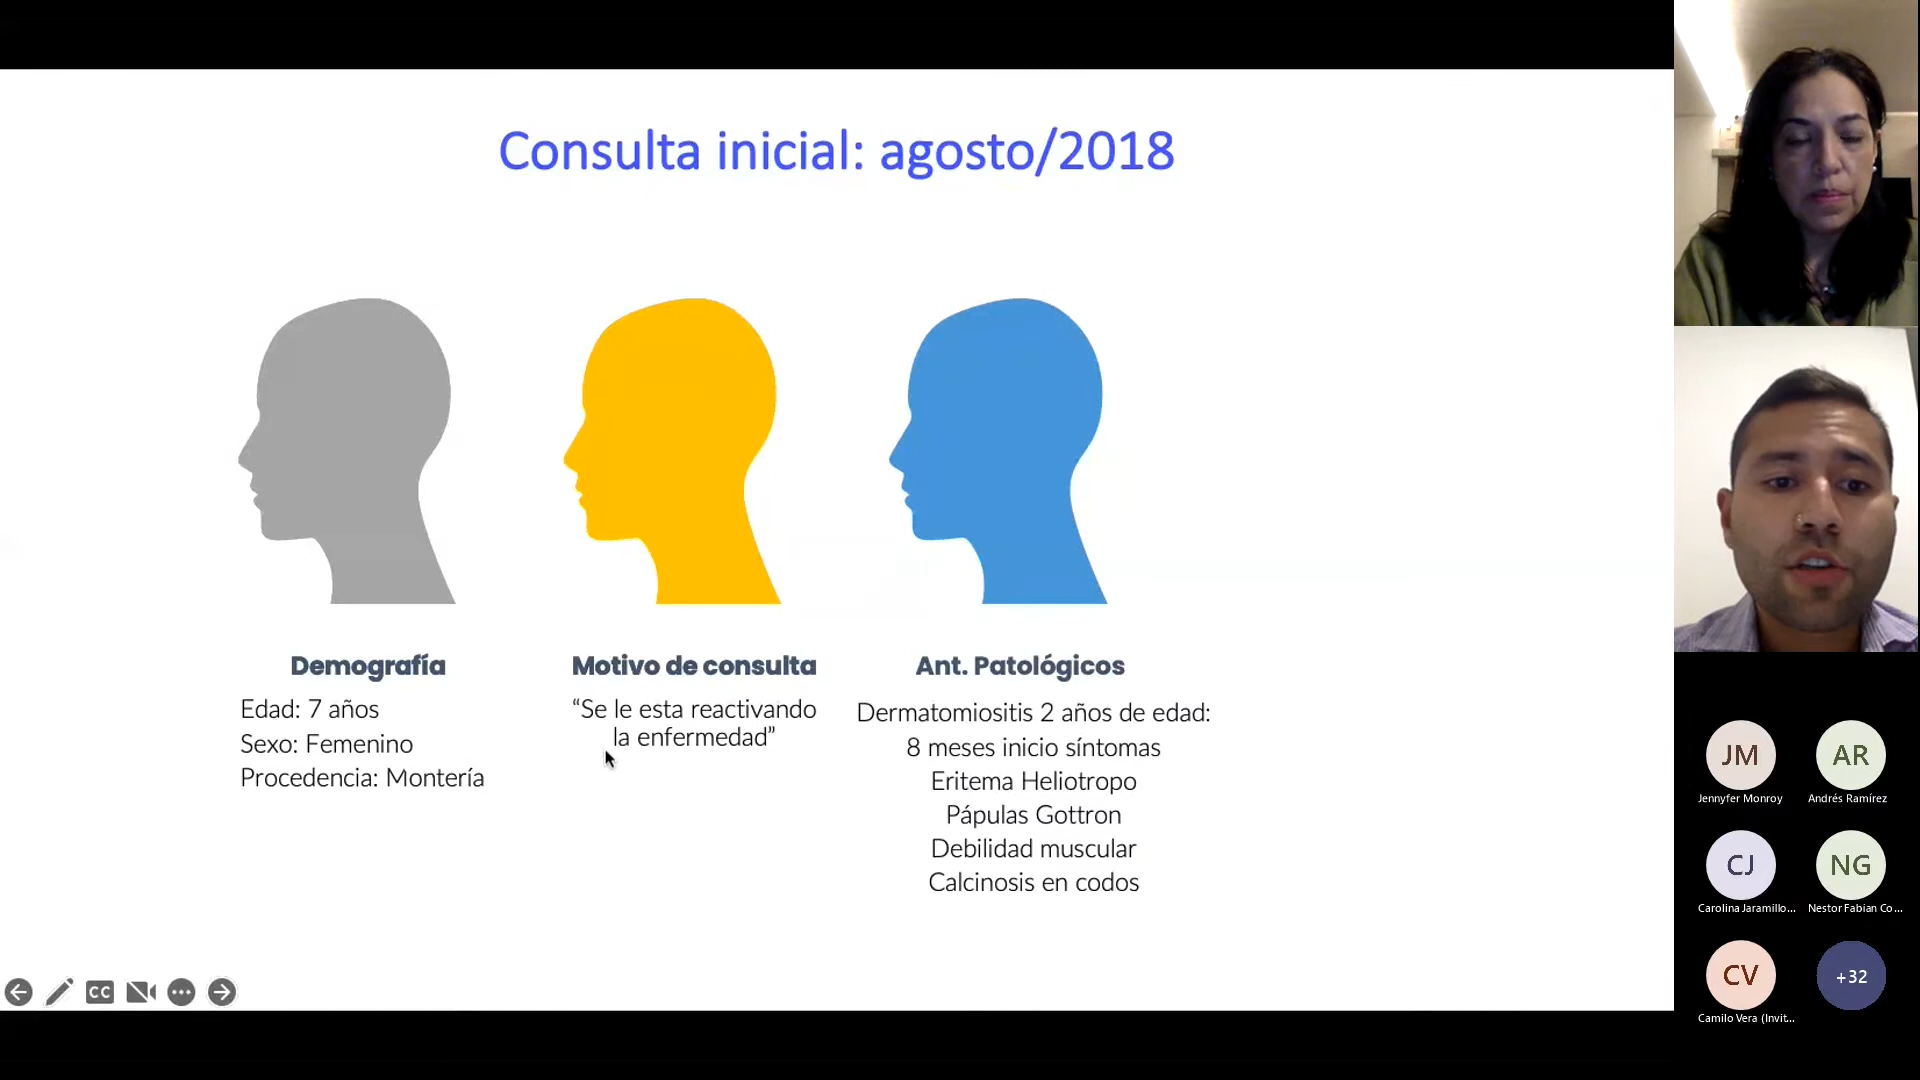 Consulta inicial: agosto/2018
Demografía
Edad: 7 años
Sexo: Femenino
Procedencia: Montería
Motivo de consulta
“Se le esta reactivando
la enfermedad”
Ant. Patológicos
Dermatomiositis 2 años de edad:
8 meses inicio síntomas
Eritema Heliotropo
Pápulas Gottron
Debilidad muscular
Calcinosis en codos
CC
JM
Jennyfer Monroy
AR
Andrés Ramírez
CJ
Carolina Jaramillo...
NG
Nestor Fabian Co...
CV
Camilo Vera (Invit...
+32